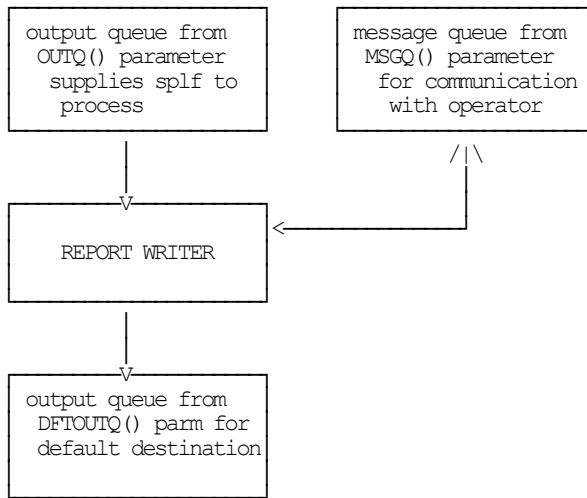 output queue from
OUTQ() parameter
supplies splf to
process
message queue from
MSGQ() parameter
for communication
with operator
REPORT WRITER
output queue from
DFTOUTQ() parm for
default destination